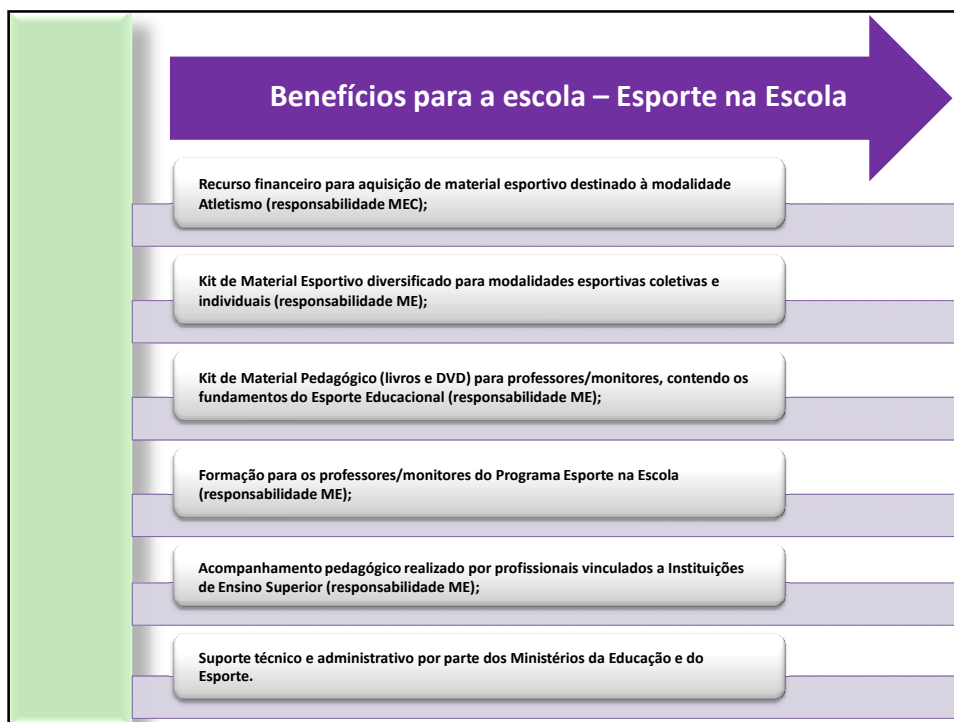 Benefícios para a escola – Esporte na Escola
Recurso financeiro para aquisição de material esportivo destinado à modalidade
Atletismo (responsabilidade MEC);
Kit de Material Esportivo diversificado para modalidades esportivas coletivas e
individuais (responsabilidade ME);
Kit de Material Pedagógico (livros e DVD) para professores/monitores, contendo os
fundamentos do Esporte Educacional (responsabilidade ME);
Formação para os professores/monitores do Programa Esporte na Escola
(responsabilidade ME);
Acompanhamento pedagógico realizado por profissionais vinculados a Instituições
de Ensino Superior (responsabilidade ME);
Suporte técnico e administrativo por parte dos Ministérios da Educação e do
Esporte.